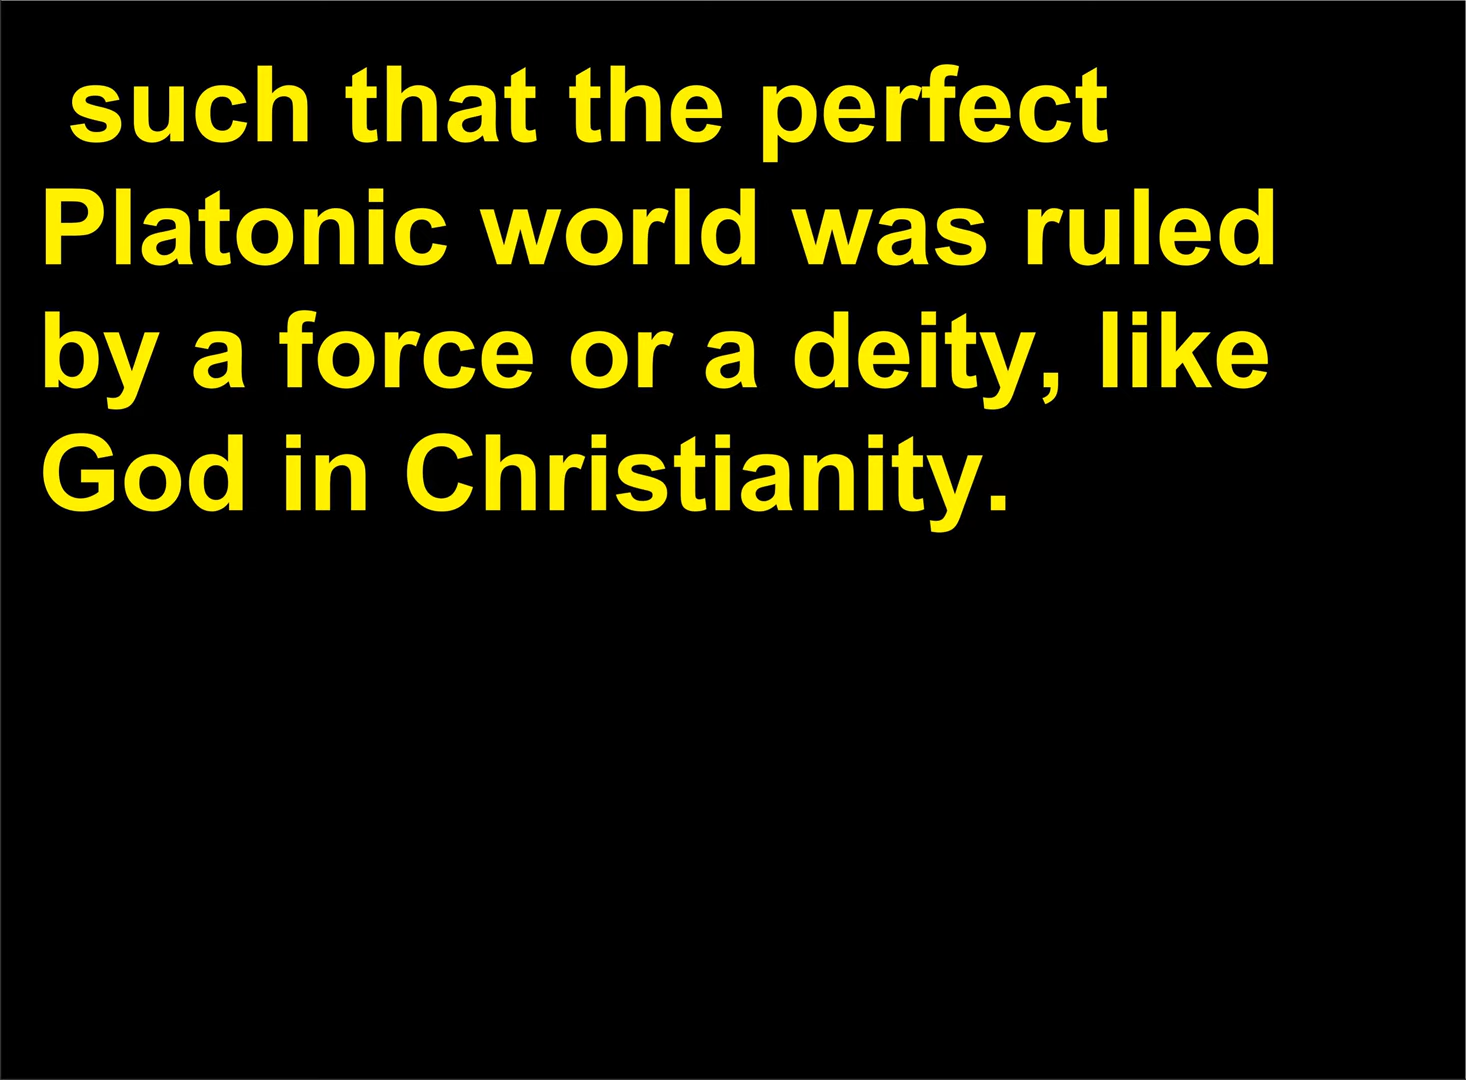 such that the perfect
Platonic world was ruled
by a force or a deity, like
God in Christianity.